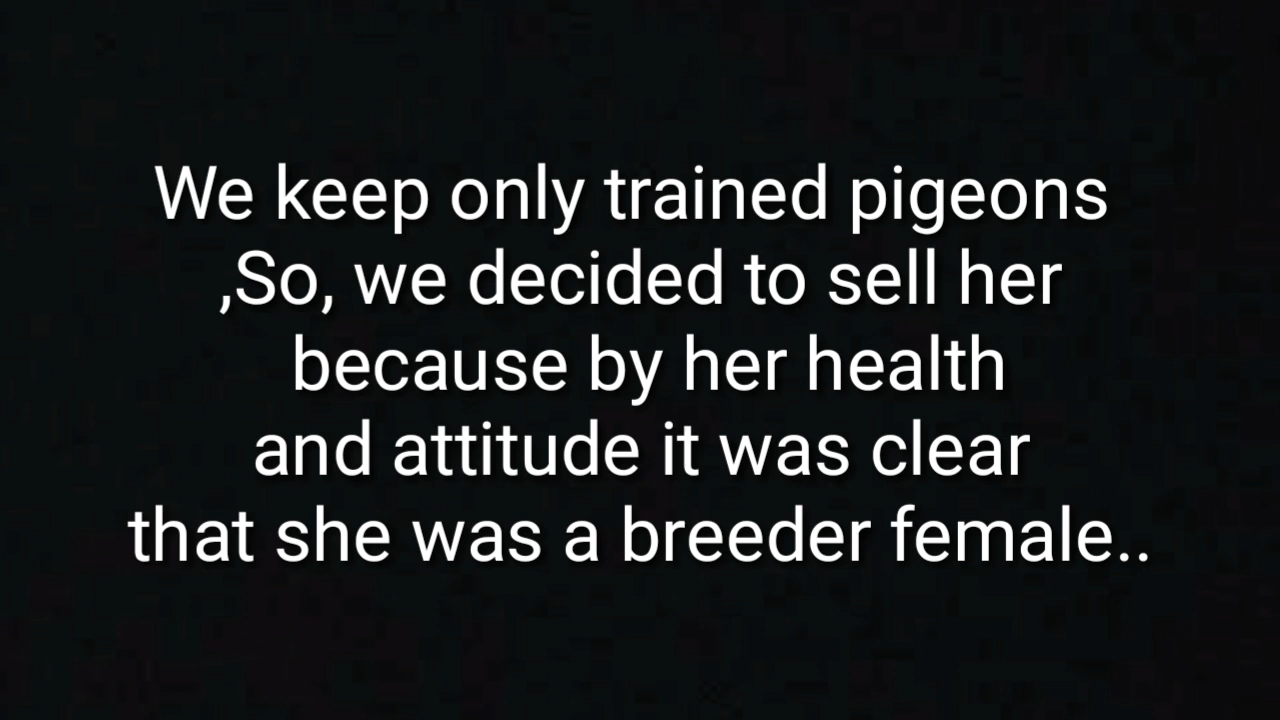 We keep only trained pigeons
,So, we decided to sell her
because by her health
and attitude it was clear
that she was a breeder female..